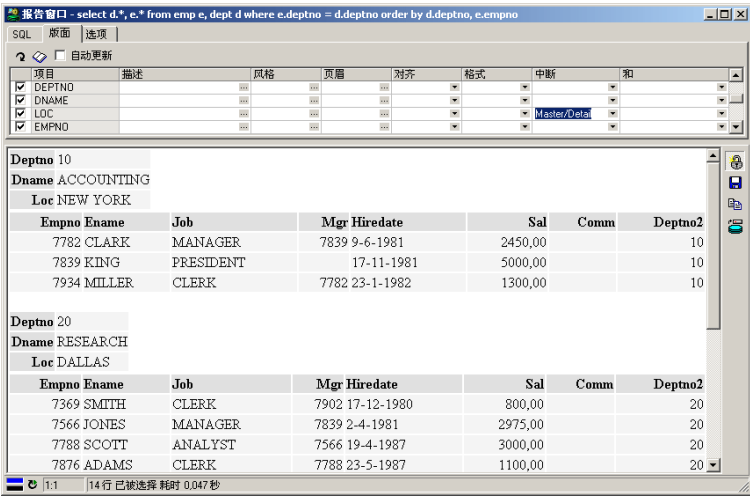 报告窗口 - select d.*, e.* from emp e, dept d where e.deptno = d.deptno order by d.deptno, e.empno
SQL 版面 选项
自动更新
项目 描述 风格 页眉 对齐 格式 中断 和
DEPTNO
DNAME
LOC Master/Detail
EMPNO
Deptno 10
Dname ACCOUNTING
Loc NEW YORK
Empno Ename Job Mgr Hiredate Sal Comm Deptno2
7782 CLARK MANAGER 7839 9-6-1981 2450,00 10
7839 KING PRESIDENT 17-11-1981 5000,00 10
7934 MILLER CLERK 7782 23-1-1982 1300,00 10
Deptno 20
Dname RESEARCH
Loc DALLAS
Empno Ename Job Mgr Hiredate Sal Comm Deptno2
7369 SMITH CLERK 7902 17-12-1980 800,00 20
7566 JONES MANAGER 7839 2-4-1981 2975,00 20
7788 SCOTT ANALYST 7566 19-4-1987 3000,00 20
7876 ADAMS CLERK 7788 23-5-1987 1100,00 20
1:1 14 行 已被选择 耗时 0,047 秒